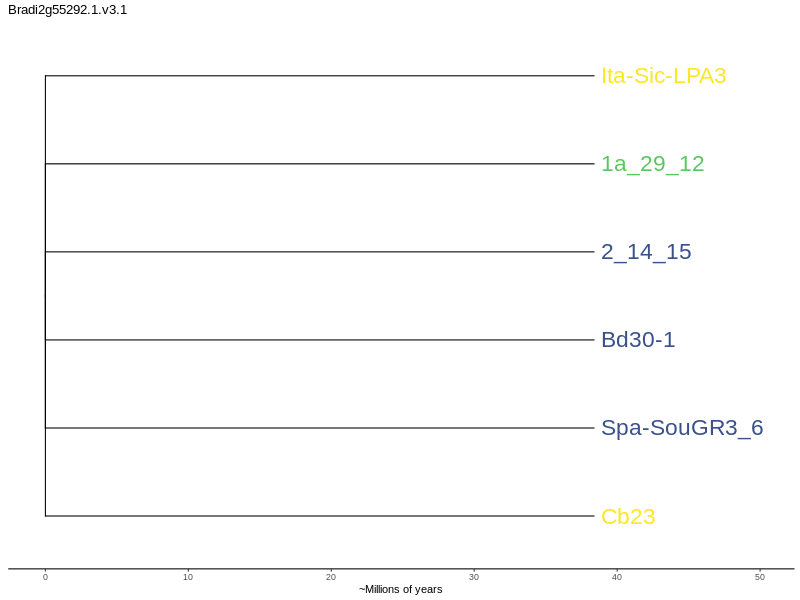 Bradi2g55292.1.v3.1
Ita-Sic-LPA3
1a_29_12
2_14_15
Bd30-1
Spa-SouGR3_6
Cb23
0 10 20 30 40 50
~Millions of years